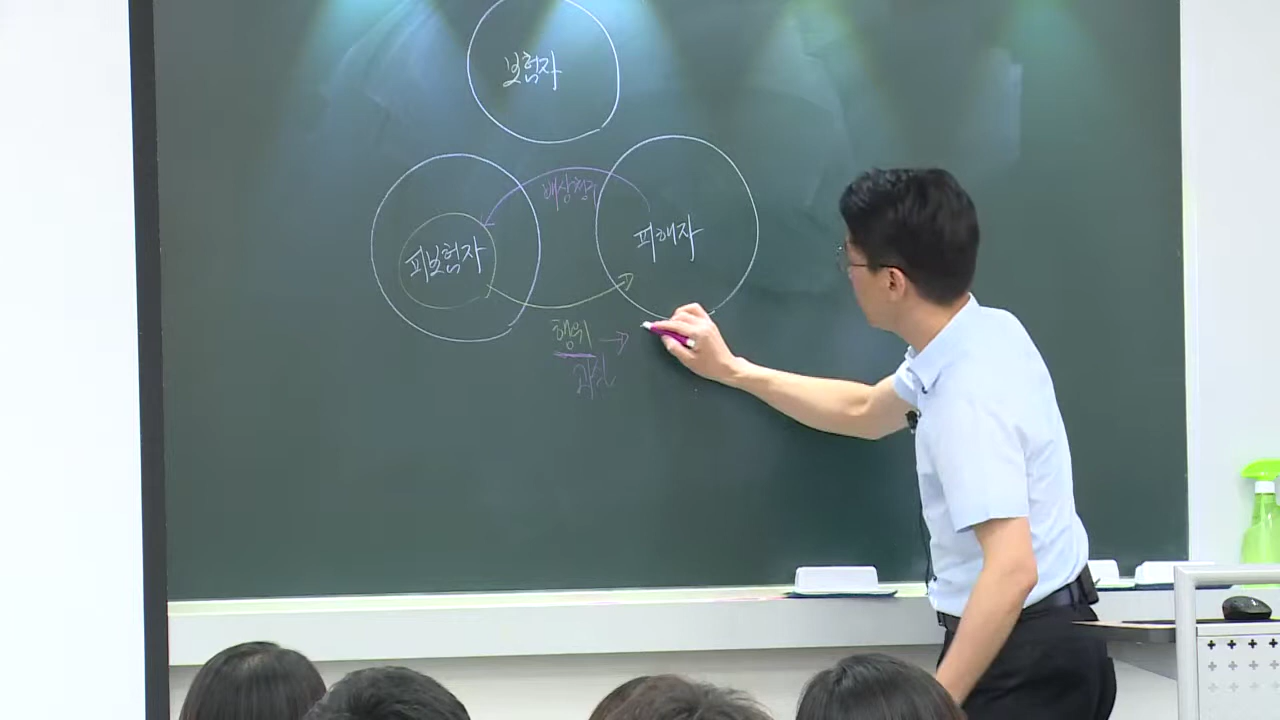 보험자
배상청구
피해자
피보험자
행위 →
과실